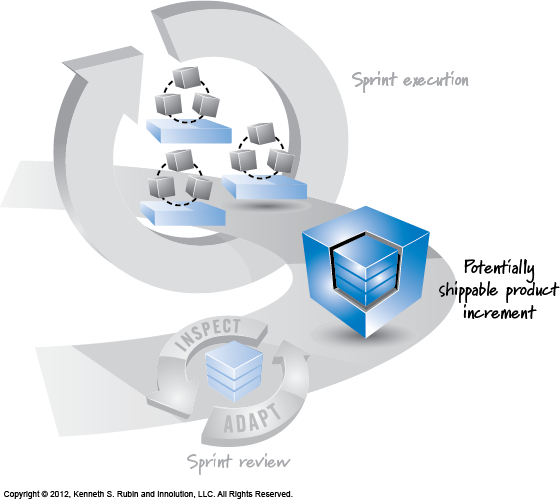 Sprint execution
Potentially
shippable product
increment
INSPECT
ADAPT
Sprint review
Copyright © 2012, Kenneth S. Rubin and Innolution, LLC. All Rights Reserved.